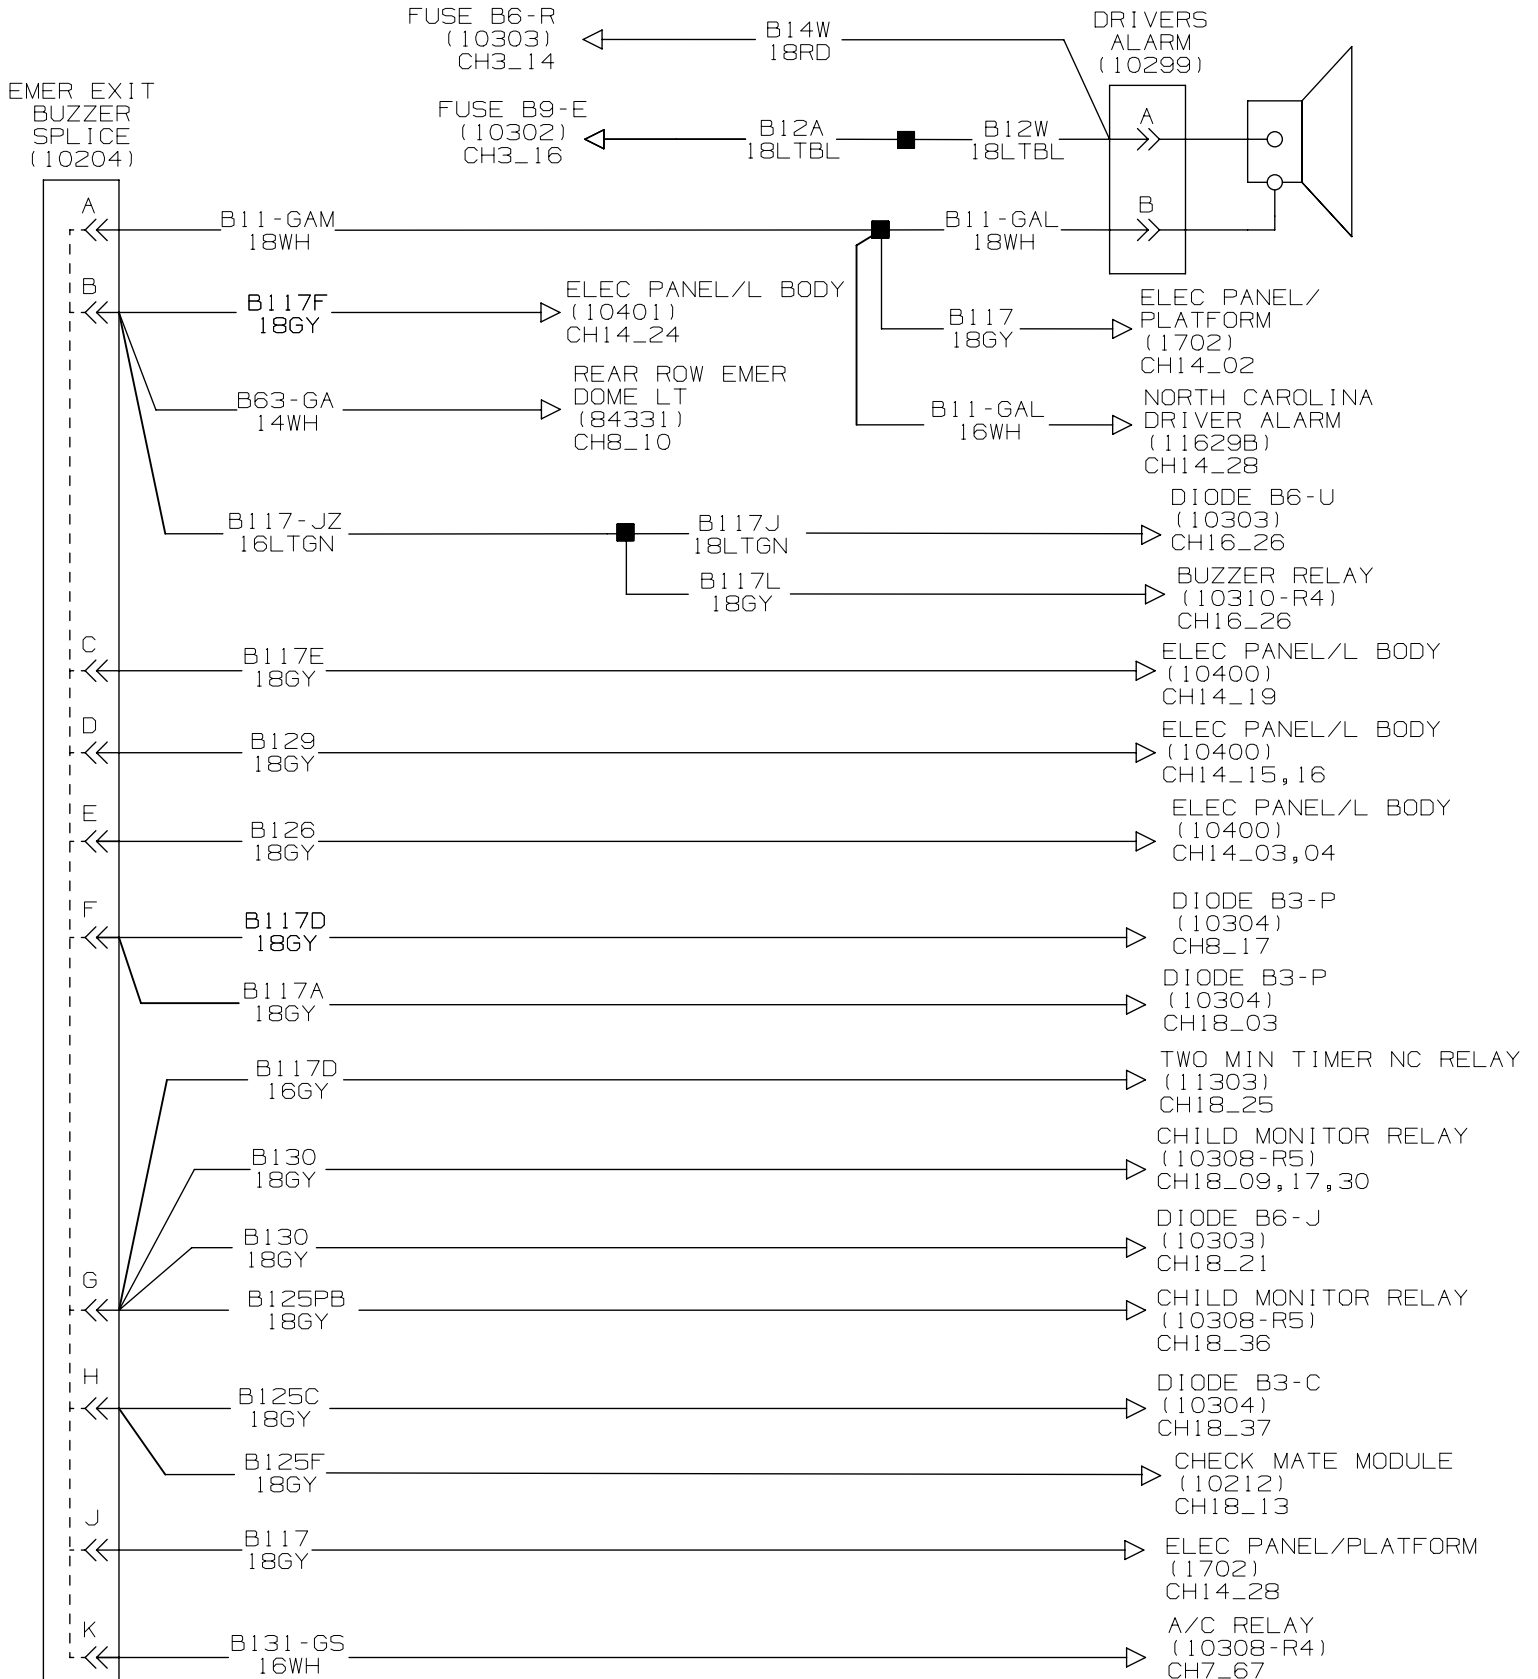 FUSE B6-R
(10303)
CH3_14
B14W
18RD
DRIVERS
ALARM
(10299)
EMER EXIT
BUZZER
SPLICE
(10204)
FUSE B9-E
(10302)
CH3_16
B12A
18LTBL
B12W
18LTBL
A
B
A
B11-GAM
18WH
B11-GAL
18WH
B
B117F
18GY
ELEC PANEL/L BODY
(10401)
CH14_24
B117
18GY
ELEC PANEL/
PLATFORM
(1702)
CH14_02
B63-GA
14WH
REAR ROW EMER
DOME LT
(84331)
CH8_10
B11-GAL
16WH
NORTH CAROLINA
DRIVER ALARM
(11629B)
CH14_28
B117-JZ
16LTGN
B117J
18LTGN
DIODE B6-U
(10303)
CH16_26
B117L
18GY
BUZZER RELAY
(10310-R4)
CH16_26
C
B117E
18GY
ELEC PANEL/L BODY
(10400)
CH14_19
D
B129
18GY
ELEC PANEL/L BODY
(10400)
CH14_15,16
E
B126
18GY
ELEC PANEL/L BODY
(10400)
CH14_03,04
F
B117D
18GY
DIODE B3-P
(10304)
CH8_17
B117A
18GY
DIODE B3-P
(10304)
CH18_03
B117D
16GY
TWO MIN TIMER NC RELAY
(11303)
CH18_25
B130
18GY
CHILD MONITOR RELAY
(10308-R5)
CH18_09,17,30
B130
18GY
DIODE B6-J
(10303)
CH18_21
G
B125PB
18GY
CHILD MONITOR RELAY
(10308-R5)
CH18_36
H
B125C
18GY
DIODE B3-C
(10304)
CH18_37
B125F
18GY
CHECK MATE MODULE
(10212)
CH18_13
J
B117
18GY
ELEC PANEL/PLATFORM
(1702)
CH14_28
K
B131-GS
16WH
A/C RELAY
(10308-R4)
CH7_67